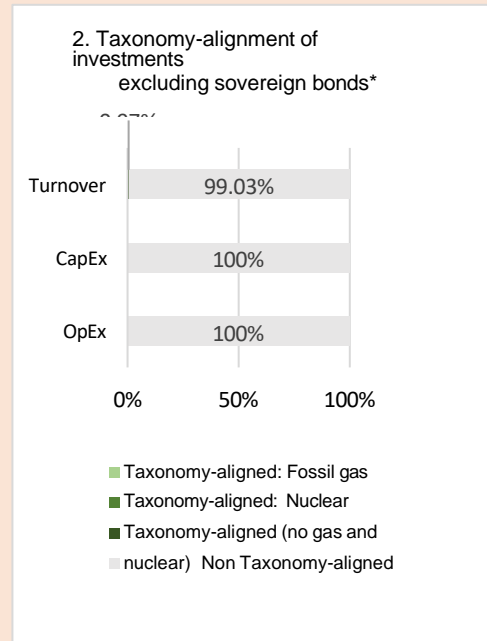 2. Taxonomy-alignment of
investments
excluding sovereign bonds*
Turnover
99.03%
CapEx
100%
OpEx
100%
0%
50%
100%
Taxonomy-aligned: Fossil gas
Taxonomy-aligned: Nuclear
Taxonomy-aligned (no gas and
nuclear) Non Taxonomy-aligned